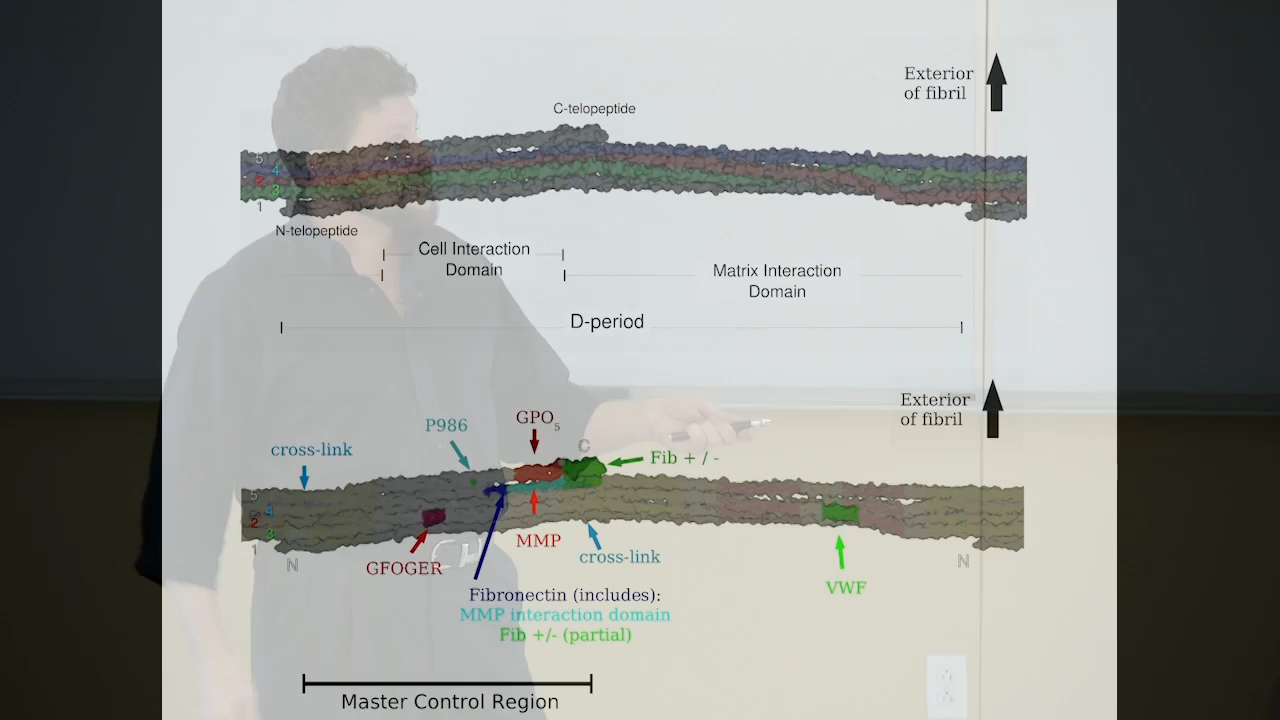 Exterior
of fibril
C-telopeptide
5
4
2
3
1
N-telopeptide
Cell Interaction
Domain
Matrix Interaction
Domain
D-period
Exterior
of fibril
GPO5
P986
C
cross-link
Fib + / -
5
4
2
3
1
MMP
cross-link
GFOGER
N
N
VWF
Fibronectin (includes):
MMP interaction domain
Fib +/- (partial)
Master Control Region